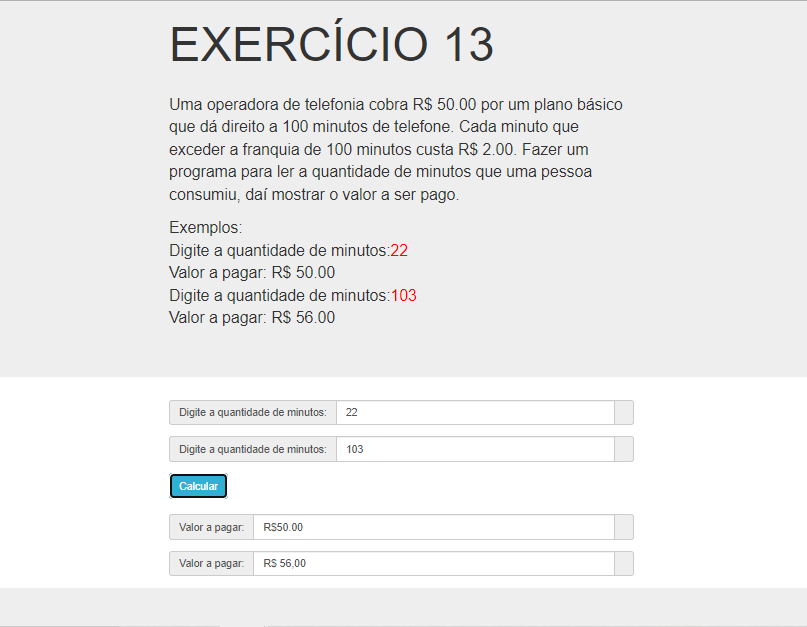 EXERCÍCIO 13
Uma operadora de telefonia cobra R$ 50.00 por um plano básico
que dá direito a 100 minutos de telefone. Cada minuto que
exceder a franquia de 100 minutos custa R$ 2.00. Fazer um
programa para ler a quantidade de minutos que uma pessoa
consumiu, daí mostrar o valor a ser pago.
Exemplos:
Digite a quantidade de minutos:22
Valor a pagar: R$ 50.00
Digite a quantidade de minutos:103
Valor a pagar: R$ 56.00
Digite a quantidade de minutos: 22
Digite a quantidade de minutos: 103
Calcular
Valor a pagar: R$50.00
Valor a pagar: R$ 56,00